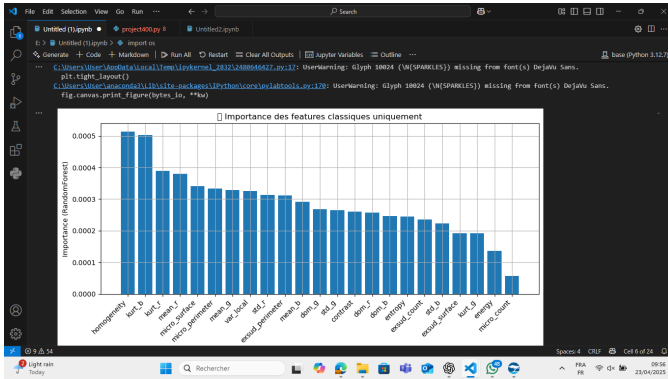 File Edit Selection View Go Run ... Search
Untitled (1).ipynb project400.py 8 Untitled2.ipynb
E: > Untitled (1).ipynb > import os
Generate + Code + Markdown Run All Restart Clear All Outputs Jupyter Variables Outline ... base (Python 3.12.7)
... C:\Users\User\AppData\Local\Temp\ipykernel_2832\2480646427.py:17: UserWarning: Glyph 10024 (\N{SPARKLES}) missing from font(s) DejaVu Sans.
plt.tight_layout()
C:\Users\User\anaconda3\Lib\site-packages\IPython\core\pylabtools.py:170: UserWarning: Glyph 10024 (\N{SPARKLES}) missing from font(s) DejaVu Sans.
fig.canvas.print_figure(bytes_io, **kw)
...
Importance des features classiques uniquement
Importance (RandomForest)
0.0005
0.0004
0.0003
0.0002
0.0001
0.0000
homogeneity
kurt_b
kurt_r
mean_r
micro_surface
micro_perimeter
mean_g
var_local
std_r
exsud_perimeter
mean_b
dom_g
std_g
contrast
dom_r
dom_b
entropy
exsud_count
std_b
exsud_surface
kurt_g
energy
micro_count
9 54 Spaces: 4 CRLF Cell 6 of 24
Light rain
Today
Rechercher
FRA
FR
09:56
23/04/2025